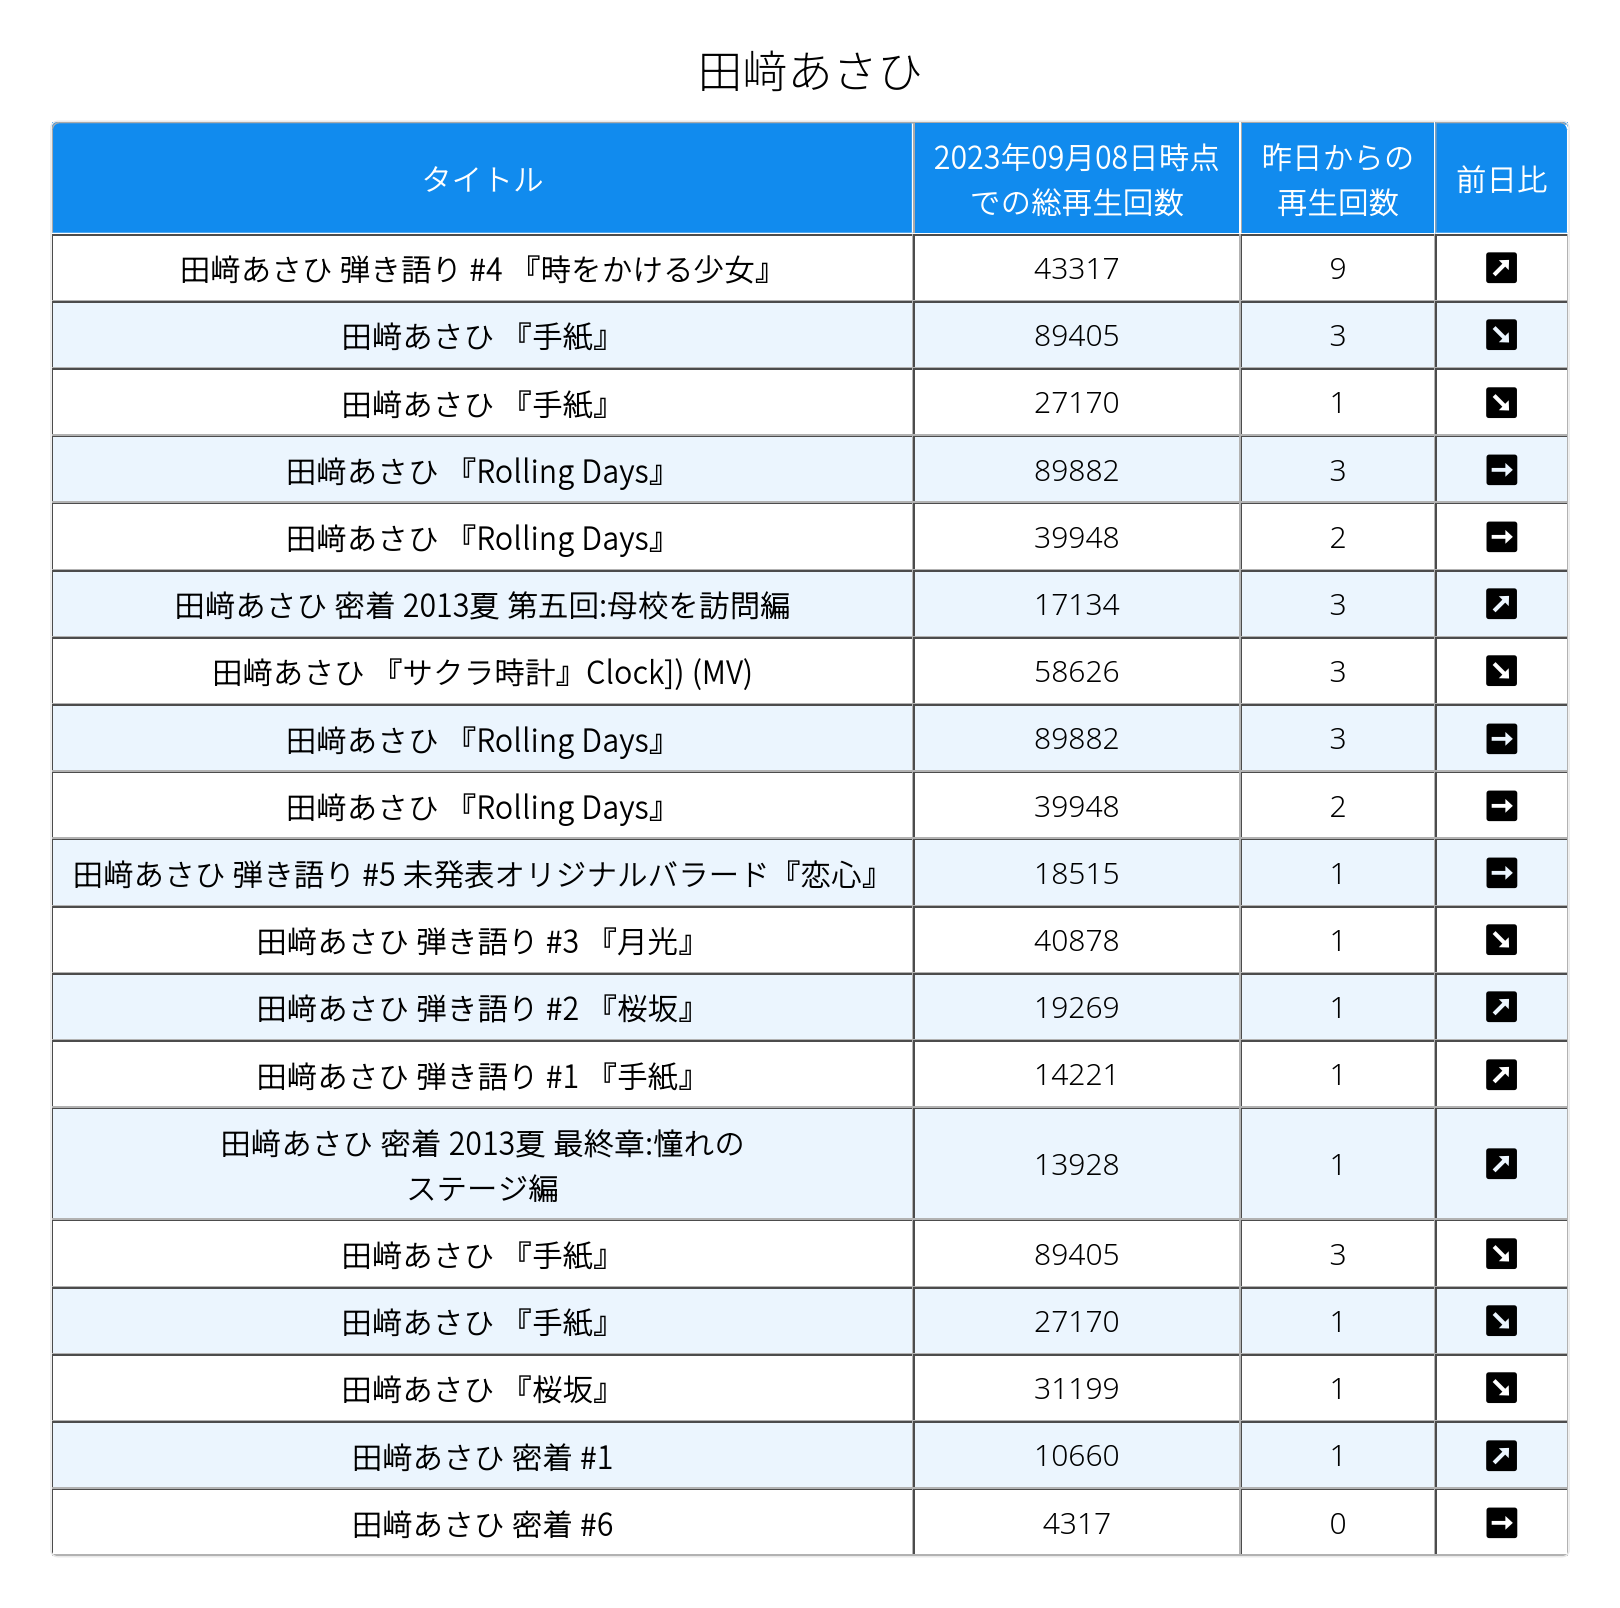 田﨑あさひ
タイトル
2023年09月08日時点
での総再生回数
昨日からの
再生回数
前日比
田﨑あさひ 弾き語り #4 『時をかける少女』 43317 9 ↗
田﨑あさひ 『手紙』 89405 3 ↘
田﨑あさひ 『手紙』 27170 1 ↘
田﨑あさひ 『Rolling Days』 89882 3 →
田﨑あさひ 『Rolling Days』 39948 2 →
田﨑あさひ 密着 2013夏 第五回:母校を訪問編 17134 3 ↗
田﨑あさひ 『サクラ時計』Clock]) (MV) 58626 3 ↘
田﨑あさひ 『Rolling Days』 89882 3 →
田﨑あさひ 『Rolling Days』 39948 2 →
田﨑あさひ 弾き語り #5 未発表オリジナルバラード『恋心』 18515 1 →
田﨑あさひ 弾き語り #3 『月光』 40878 1 ↘
田﨑あさひ 弾き語り #2 『桜坂』 19269 1 ↗
田﨑あさひ 弾き語り #1 『手紙』 14221 1 ↗
田﨑あさひ 密着 2013夏 最終章:憧れの
ステージ編 13928 1 ↗
田﨑あさひ 『手紙』 89405 3 ↘
田﨑あさひ 『手紙』 27170 1 ↘
田﨑あさひ 『桜坂』 31199 1 ↘
田﨑あさひ 密着 #1 10660 1 ↗
田﨑あさひ 密着 #6 4317 0 →